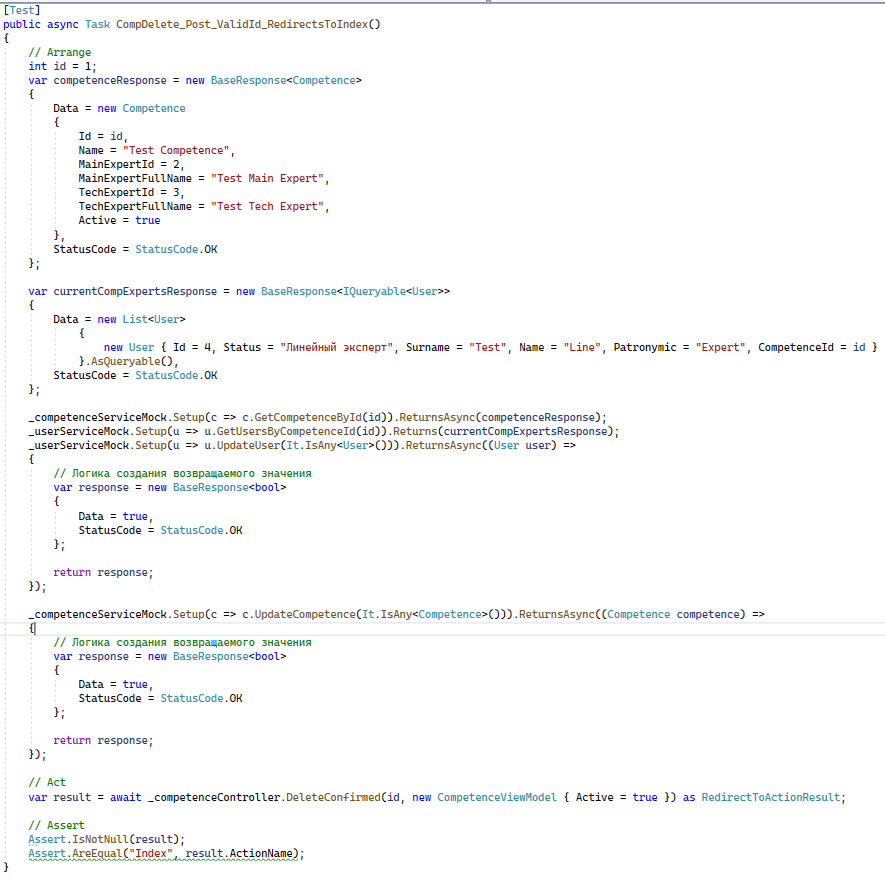 [Test]
public async Task CompDelete_Post_ValidId_RedirectsToIndex()
{
    // Arrange
    int id = 1;
    var competenceResponse = new BaseResponse<Competence>
    {
        Data = new Competence
        {
            Id = id,
            Name = "Test Competence",
            MainExpertId = 2,
            MainExpertFullName = "Test Main Expert",
            TechExpertId = 3,
            TechExpertFullName = "Test Tech Expert",
            Active = true
        },
        StatusCode = StatusCode.OK
    };

    var currentCompExpertsResponse = new BaseResponse<IQueryable<User>>
    {
        Data = new List<User>
            {
                new User { Id = 4, Status = "Линейный эксперт", Surname = "Test", Name = "Line", Patronymic = "Expert", CompetenceId = id }
            }.AsQueryable(),
        StatusCode = StatusCode.OK
    };

    _competenceServiceMock.Setup(c => c.GetCompetenceById(id)).ReturnsAsync(competenceResponse);
    _userServiceMock.Setup(u => u.GetUsersByCompetenceId(id)).Returns(currentCompExpertsResponse);
    _userServiceMock.Setup(u => u.UpdateUser(It.IsAny<User>())).ReturnsAsync((User user) =>
    {
        // Логика создания возвращаемого значения
        var response = new BaseResponse<bool>
        {
            Data = true,
            StatusCode = StatusCode.OK
        };

        return response;
    });

    _competenceServiceMock.Setup(c => c.UpdateCompetence(It.IsAny<Competence>())).ReturnsAsync((Competence competence) =>
    {
        // Логика создания возвращаемого значения
        var response = new BaseResponse<bool>
        {
            Data = true,
            StatusCode = StatusCode.OK
        };

        return response;
    });

    // Act
    var result = await _competenceController.DeleteConfirmed(id, new CompetenceViewModel { Active = true }) as RedirectToActionResult;

    // Assert
    Assert.IsNotNull(result);
    Assert.AreEqual("Index", result.ActionName);
}